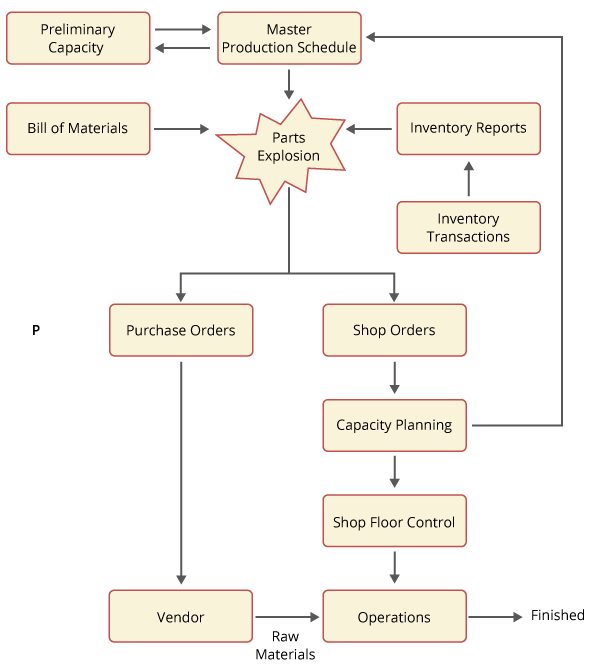 Preliminary
Capacity
Master
Production Schedule
Bill of Materials
Parts
Explosion
Inventory Reports
Inventory
Transactions
P
Purchase Orders
Shop Orders
Capacity Planning
Shop Floor Control
Vendor
Raw
Materials
Operations
Finished